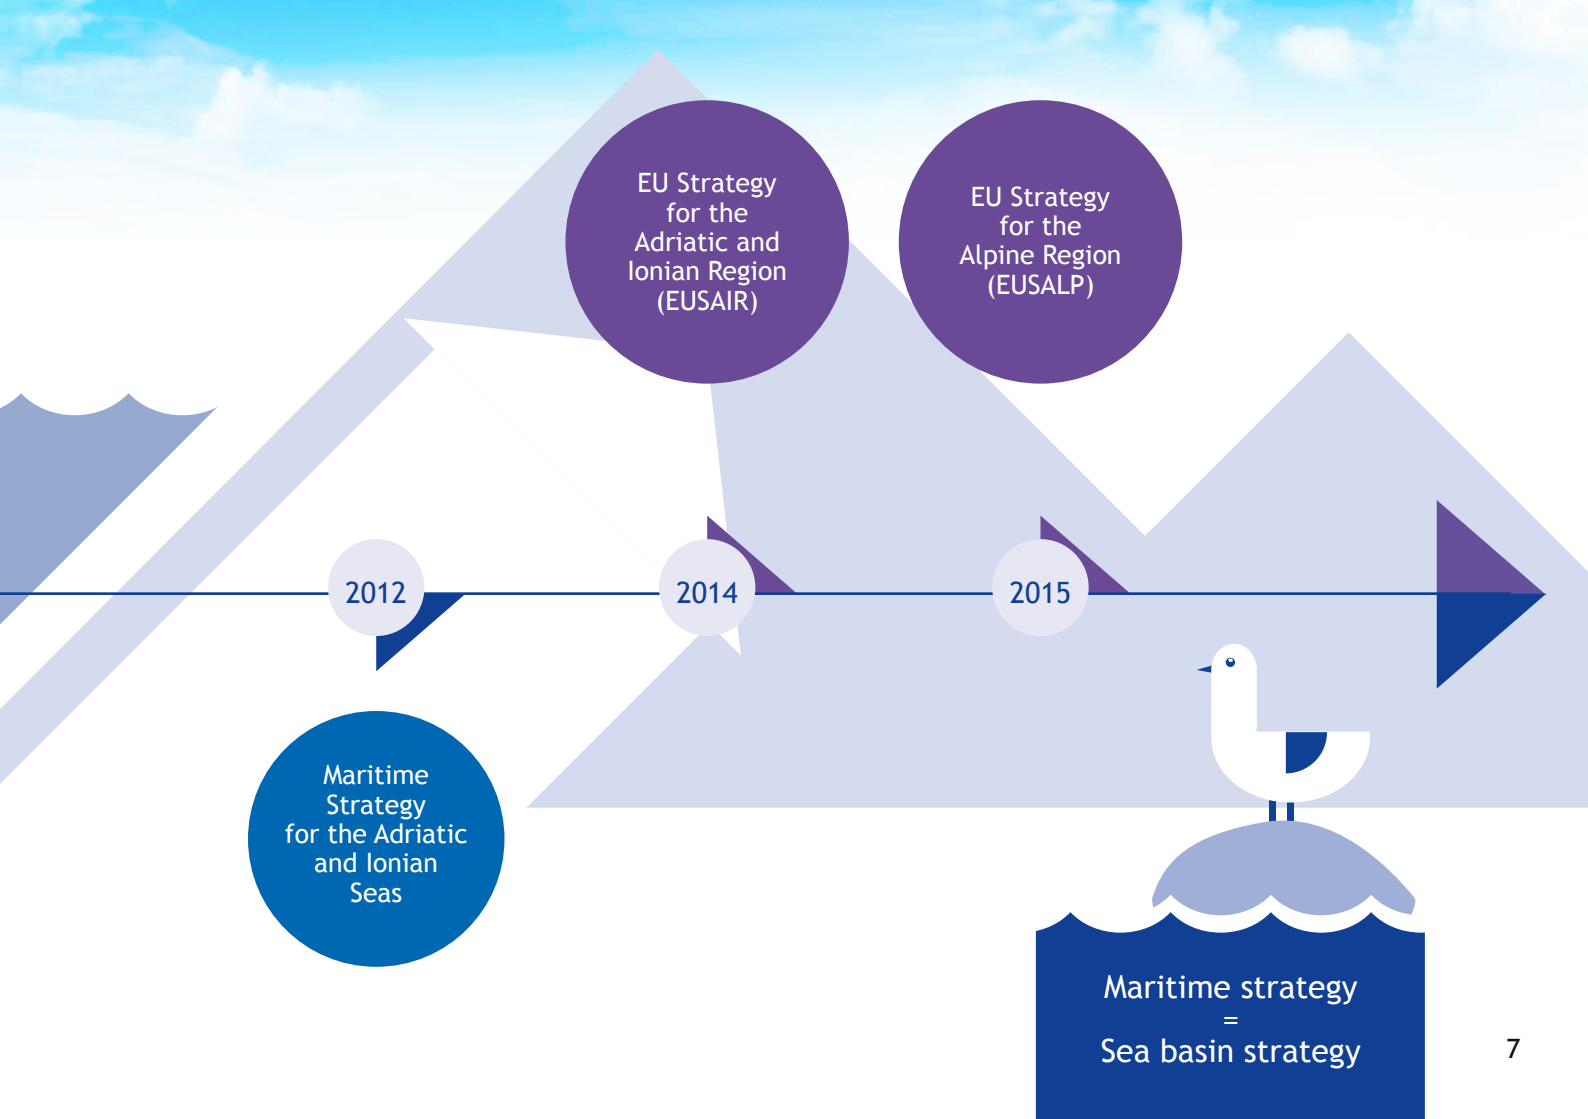 EU Strategy
for the
Adriatic and
Ionian Region
(EUSAIR)
EU Strategy
for the
Alpine Region
(EUSALP)
2012
2014
2015
Maritime
Strategy
for the Adriatic
and Ionian
Seas
Maritime strategy
=
Sea basin strategy
7